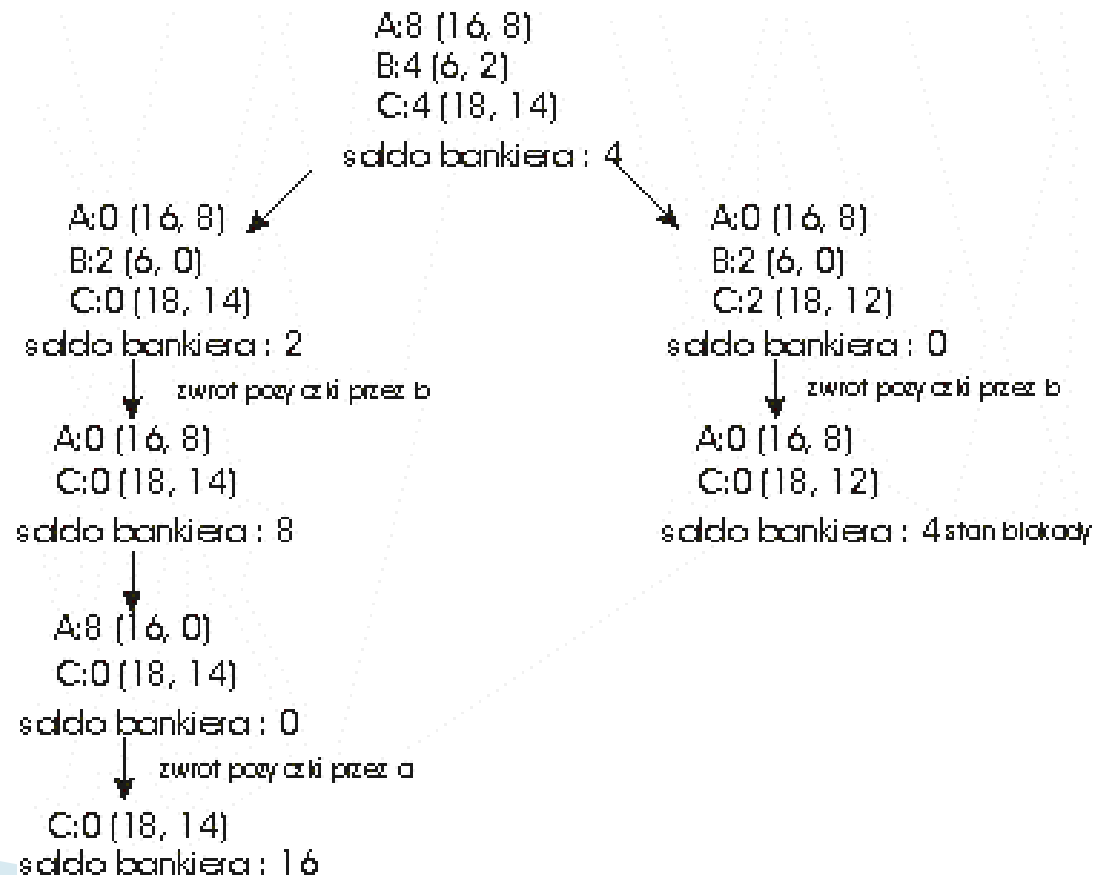 A:8 (16, 8)
B:4 (6, 2)
C:4 (18, 14)
saldo bankiera : 4
A:0 (16, 8)
B:2 (6, 0)
C:0 (18, 14)
saldo bankiera : 2
zwrot pozyczki przez b
A:0 (16, 8)
C:0 (18, 14)
saldo bankiera : 8
A:8 (16, 0)
C:0 (18, 14)
saldo bankiera : 0
zwrot pozyczki przez a
C:0 (18, 14)
saldo bankiera : 16
A:0 (16, 8)
B:2 (6, 0)
C:2 (18, 12)
saldo bankiera : 0
zwrot pozyczki przez b
A:0 (16, 8)
C:0 (18, 12)
saldo bankiera : 4 stan blokady